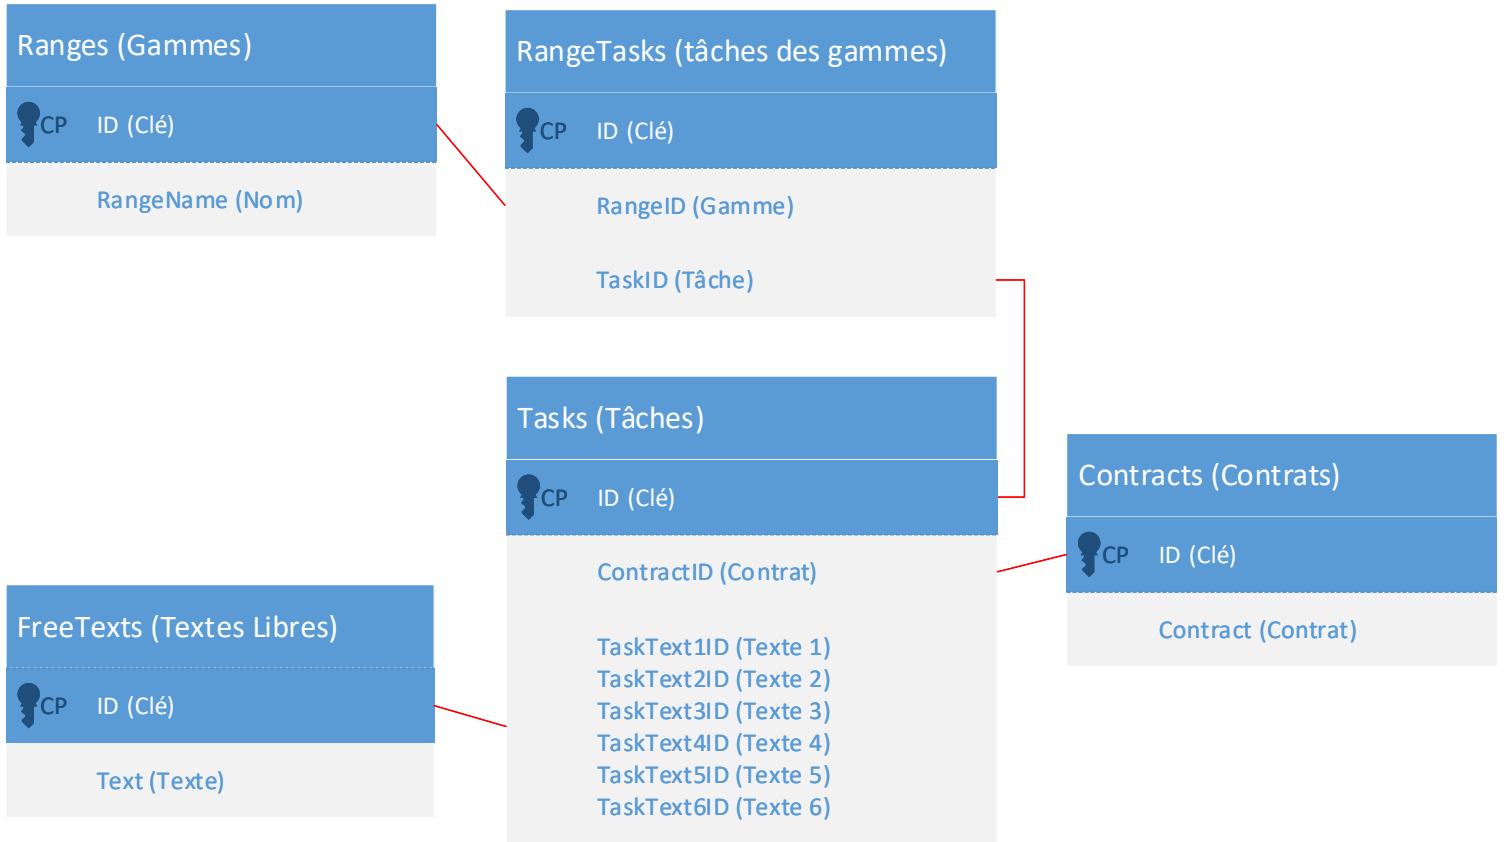 Ranges (Gammes)
CP ID (Clé)
RangeName (Nom)
RangeTasks (tâches des gammes)
CP ID (Clé)
RangeID (Gamme)
TaskID (Tâche)
Tasks (Tâches)
CP ID (Clé)
ContractID (Contrat)
TaskText1ID (Texte 1)
TaskText2ID (Texte 2)
TaskText3ID (Texte 3)
TaskText4ID (Texte 4)
TaskText5ID (Texte 5)
TaskText6ID (Texte 6)
Contracts (Contrats)
CP ID (Clé)
Contract (Contrat)
FreeTexts (Textes Libres)
CP ID (Clé)
Text (Texte)